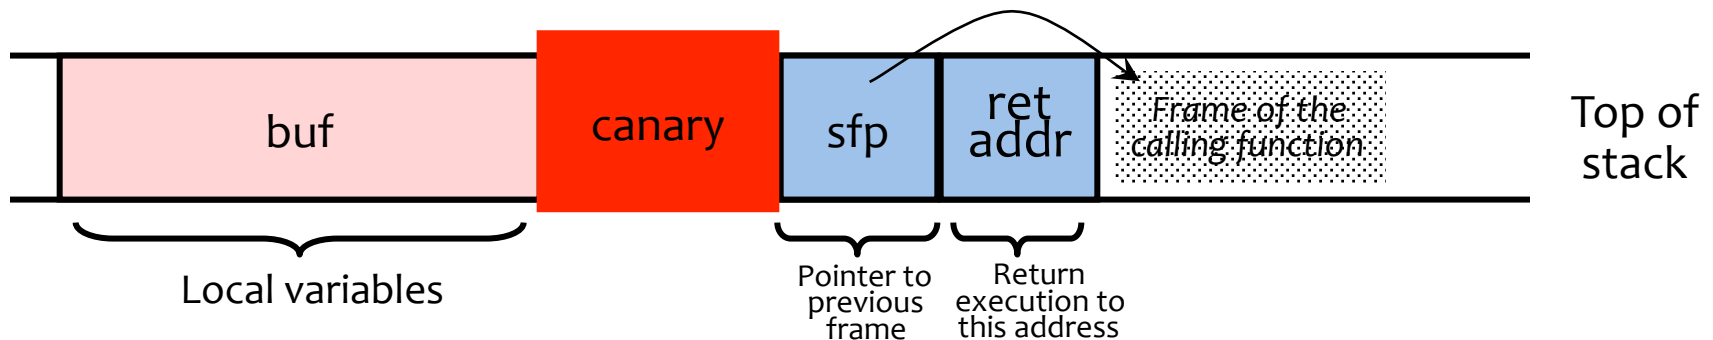 buf
canary
sfp
ret
addr
Frame of the
calling function
Top of
stack
Local variables
Pointer to
previous
frame
Return
execution to
this address